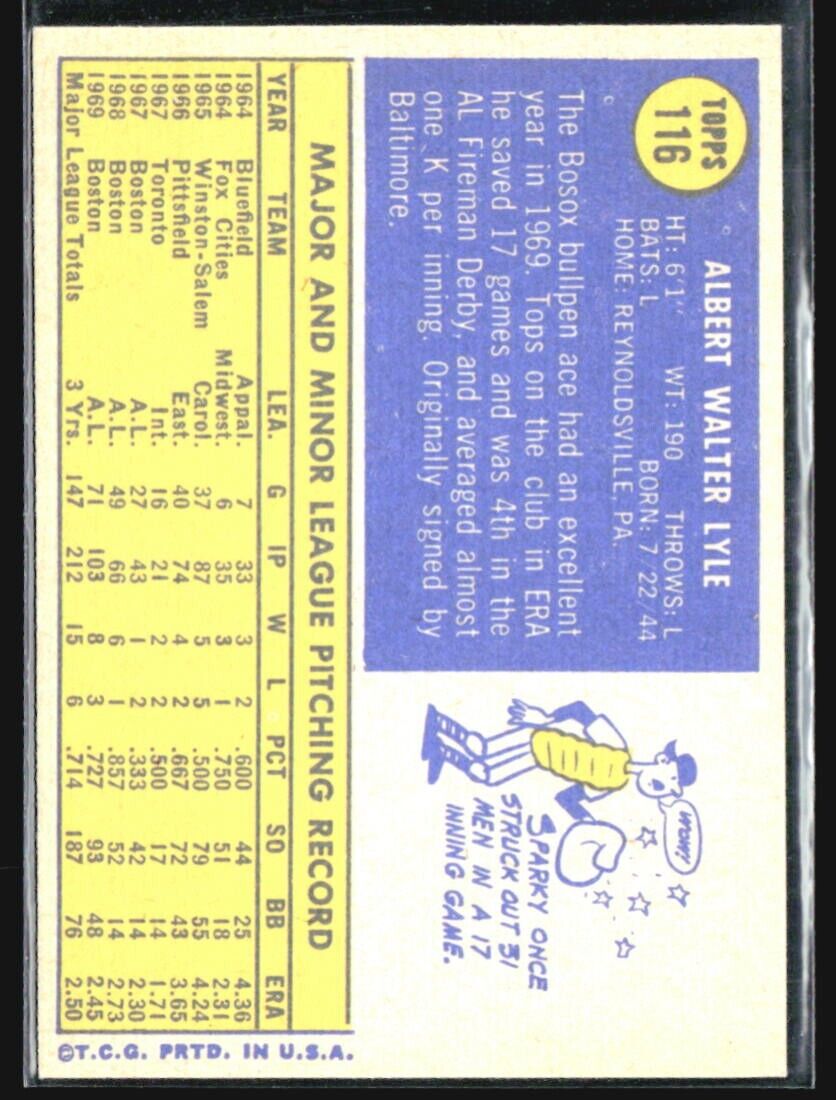 TOPPS
116
ALBERT WALTER LYLE
HT: 6'1" WT: 190 THROWS: L
BATS: L BORN: 7/22/44
HOME: REYNOLDSVILLE, PA.
The Bosox bullpen ace had an excellent
year in 1969. Tops on the club in ERA
he saved 17 games and was 4th in the
AL Fireman Derby, and averaged almost
one K per inning. Originally signed by
Baltimore.
WOW!
SPARKY ONCE
STRUCK OUT 31
MEN IN A 17
INNING GAME.
MAJOR AND MINOR LEAGUE PITCHING RECORD
YEAR TEAM LEA. G IP W L PCT SO BB ERA
1964 Bluefield Appal. 7 33 3 2 .600 44 25 4.36
1964 Fox Cities Midwest. 6 35 3 1 .750 51 18 2.31
1965 Winston-Salem Carol. 37 87 5 5 .500 79 55 4.24
1966 Pittsfield East. 40 74 4 2 .667 72 43 3.65
1967 Toronto Int. 16 21 2 2 .500 17 14 1.71
1967 Boston A.L. 27 43 1 2 .333 42 14 2.30
1968 Boston A.L. 49 66 6 1 .857 52 14 2.73
1969 Boston A.L. 71 103 8 3 .727 93 48 2.45
Major League Totals 3 Yrs. 147 212 15 6 .714 187 76 2.50
©T.C.G. PRTD. IN U.S.A.